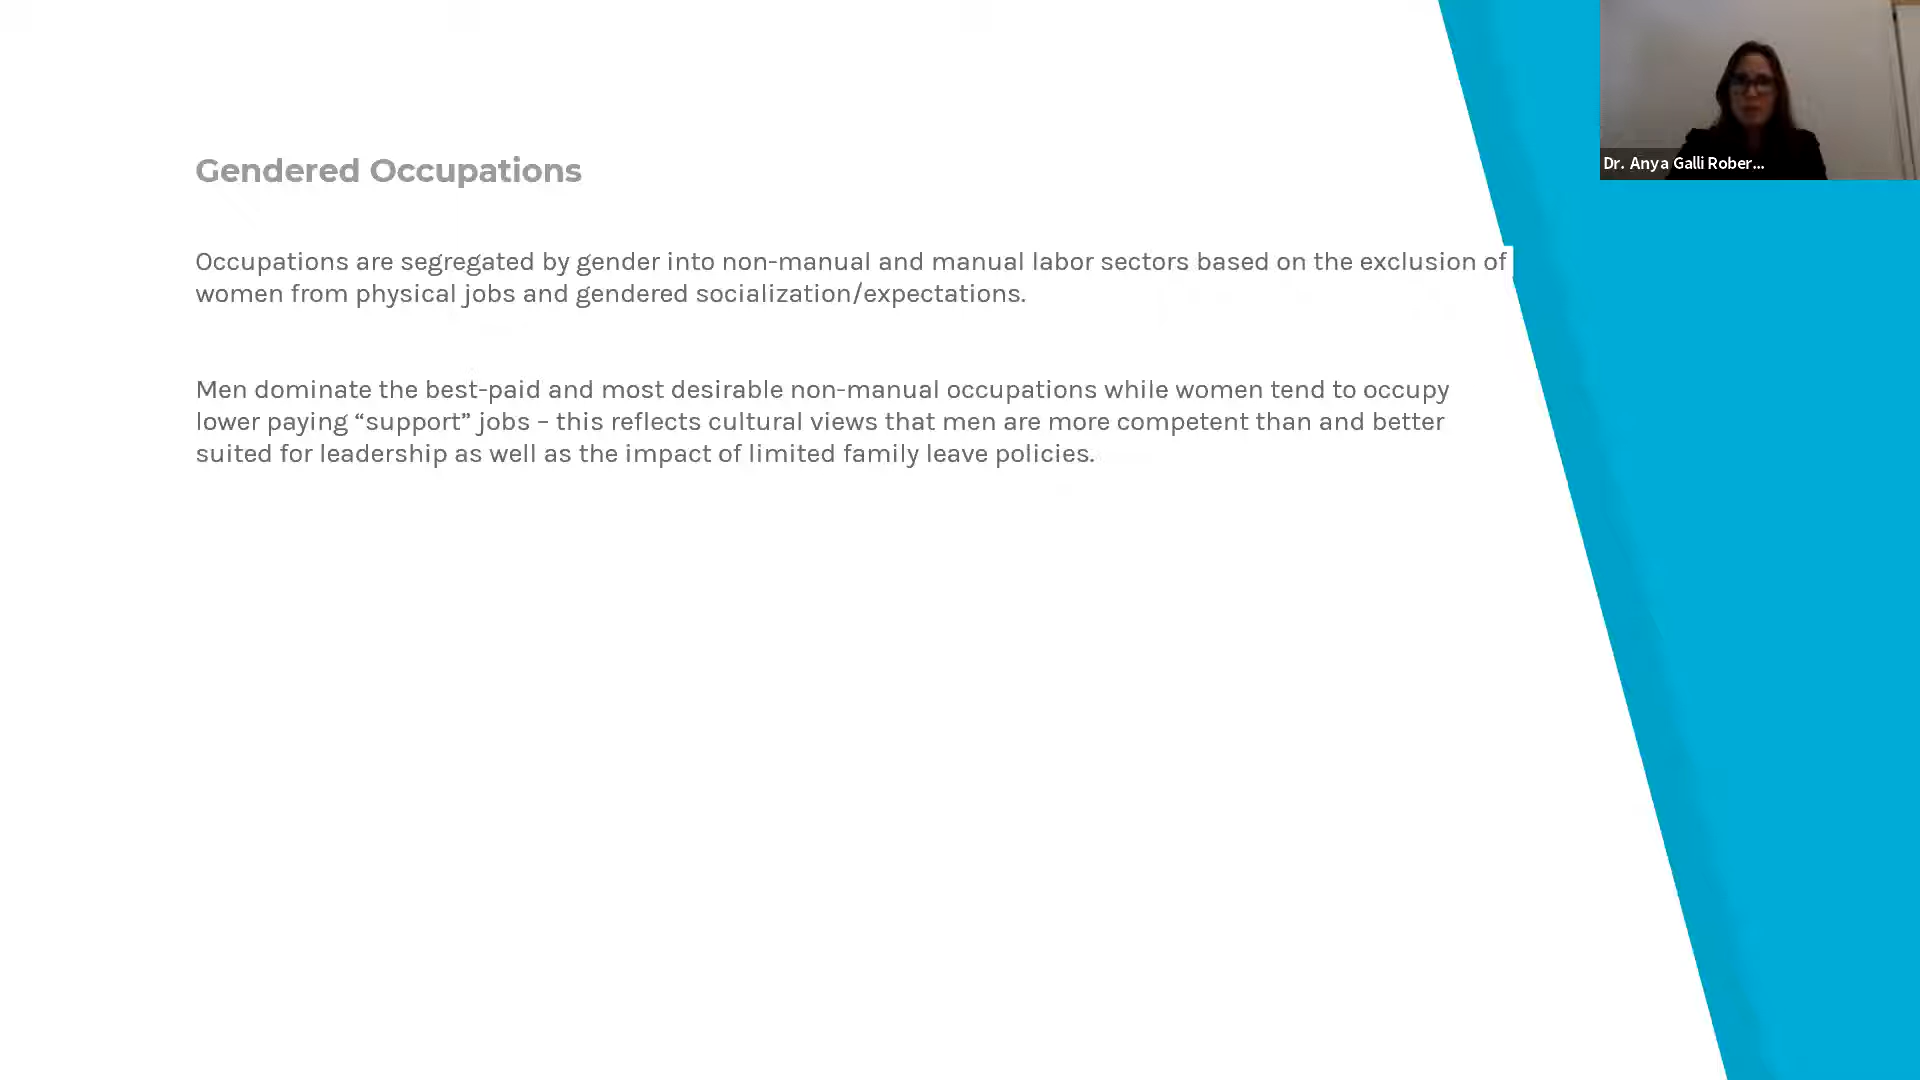 Gendered Occupations
Occupations are segregated by gender into non-manual and manual labor sectors based on the exclusion of
women from physical jobs and gendered socialization/expectations.
Men dominate the best-paid and most desirable non-manual occupations while women tend to occupy
lower paying “support” jobs – this reflects cultural views that men are more competent than and better
suited for leadership as well as the impact of limited family leave policies.
Dr. Anya Galli Rober...